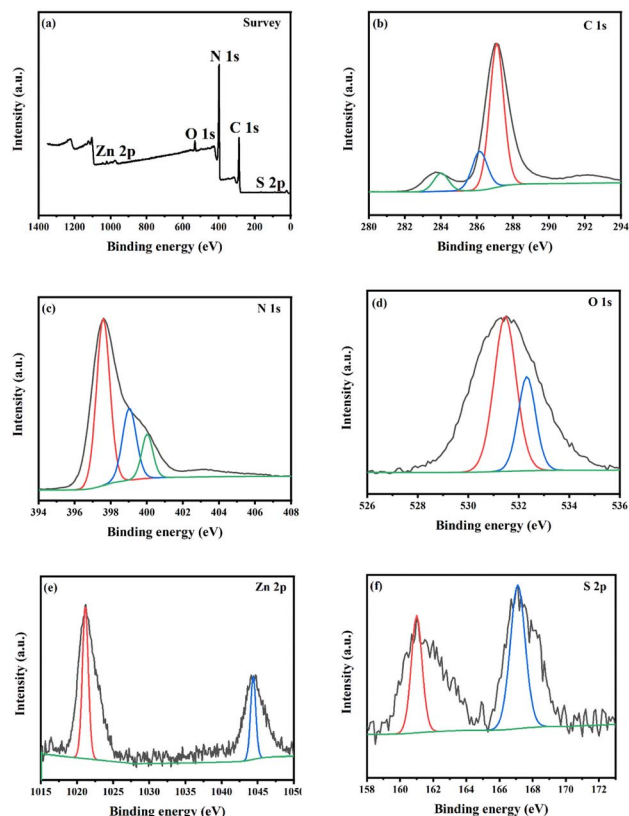 (a) Survey
N 1s
Zn 2p O 1s C 1s
S 2p
Intensity (a.u.)
1400 1200 1000 800 600 400 200 0
Binding energy (eV)
(b) C 1s
Intensity (a.u.)
280 282 284 286 288 290 292 294
Binding energy (eV)
(c) N 1s
Intensity (a.u.)
394 396 398 400 402 404 406 408
Binding energy (eV)
(d) O 1s
Intensity (a.u.)
526 528 530 532 534 536
Binding energy (eV)
(e) Zn 2p
Intensity (a.u.)
1015 1020 1025 1030 1035 1040 1045 1050
Binding energy (eV)
(f) S 2p
Intensity (a.u.)
158 160 162 164 166 168 170 172
Binding energy (eV)